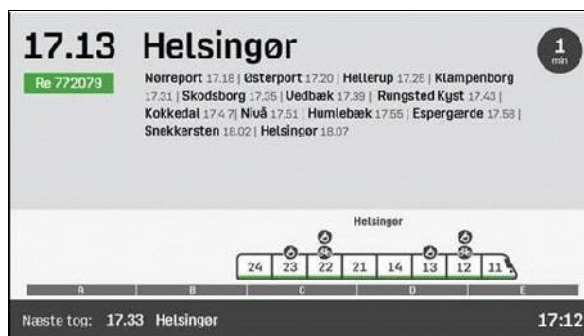 17.13 Helsingør 1 min
Re 772079
Nørreport 17.18 | Østerport 17.20 | Hellerup 17.26 | Klampenborg
17.31 | Skodsborg 17.35 | Vedbæk 17.39 | Rungsted Kyst 17.43 |
Kokkedal 17.47 | Nivå 17.51 | Humlebæk 17.55 | Espergærde 17.58 |
Snekkersten 18.02 | Helsingør 18.07
Helsingør
24 23 22 21 14 13 12 11
A B C D E
Næste tog: 17.33 Helsingør 17:12